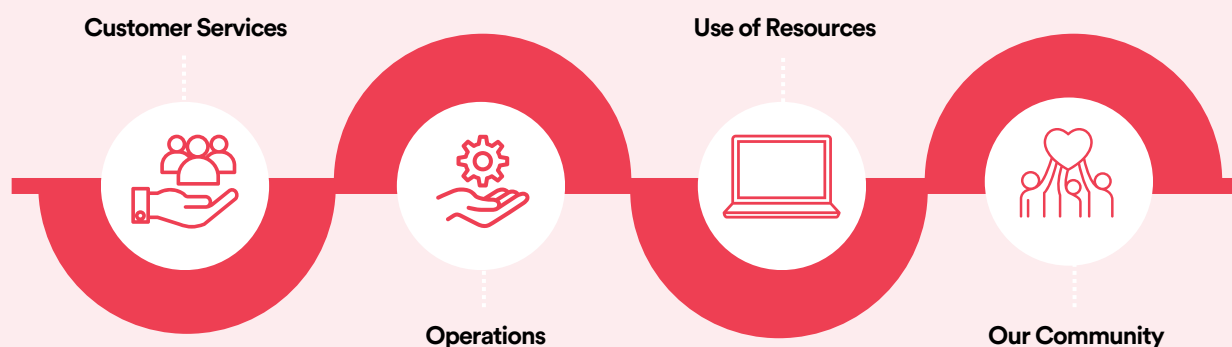 Customer Services
Use of Resources
Operations
Our Community